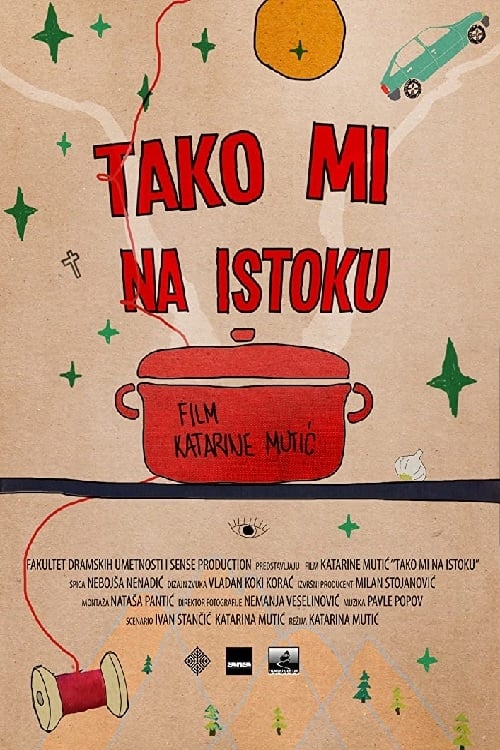 TAKO MI
NA ISTOKU
FILM
KATARINE MUTIĆ
FAKULTET DRAMSKIH UMETNOSTI I SENSE PRODUCTION PREDSTAVLJAJU FILM KATARINE MUTIĆ "TAKO MI NA ISTOKU"
ŠPICA NEBOJŠA NENADIĆ DIZAJN ZVUKA VLADAN KOKI KORAĆ IZVRŠNI PRODUCENT MILAN STOJANOVIĆ
MONTAŽA NATAŠA PANTIĆ DIREKTOR FOTOGRAFIJE NEMANJA VESELINOVIĆ MUZIKA PAVLE POPOV
SCENARIO IVAN STANČIĆ KATARINA MUTIĆ REŽIJA KATARINA MUTIĆ